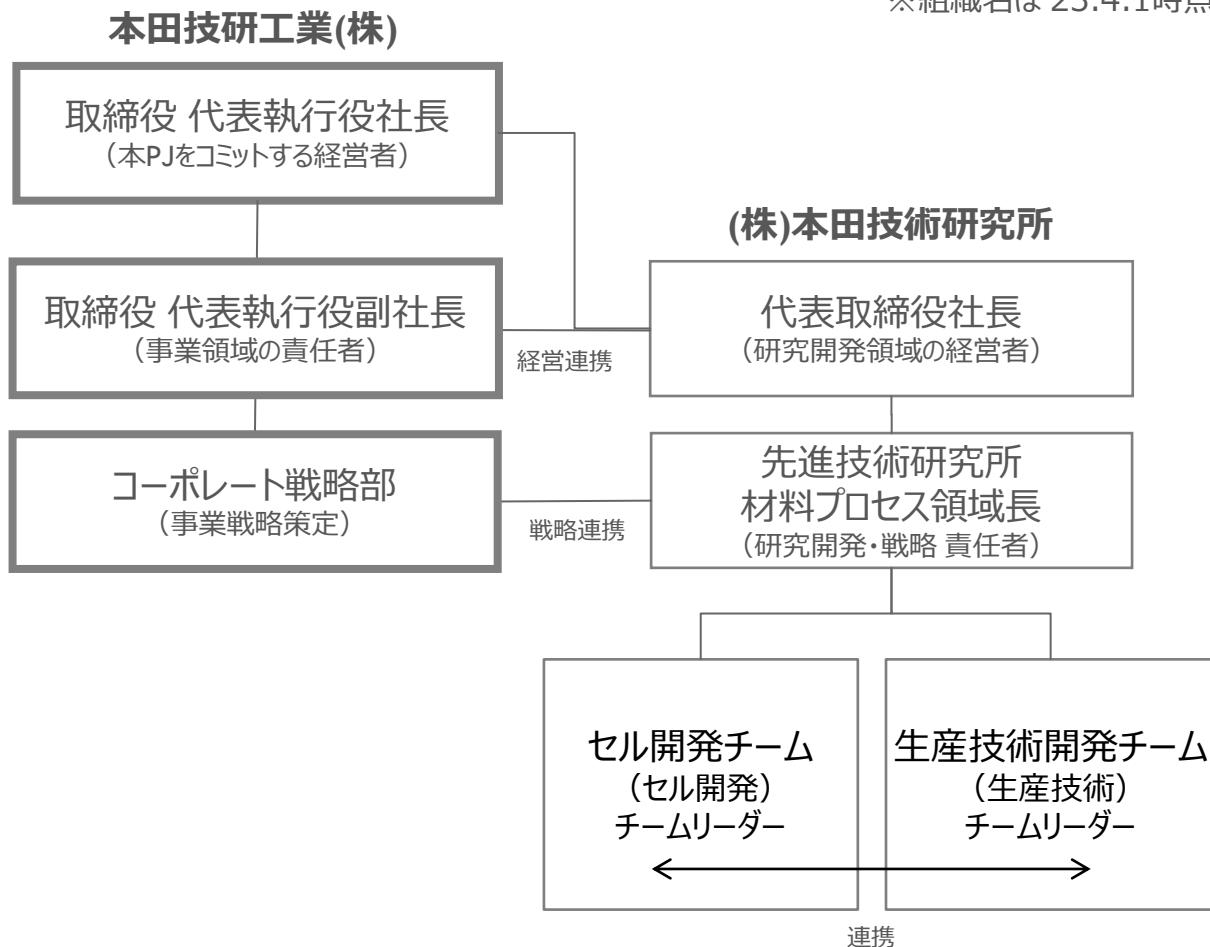 ※組織名は 23.4.1時点
本田技研工業(株)
取締役 代表執行役社長
（本PJをコミットする経営者）
(株)本田技術研究所
取締役 代表執行役副社長
（事業領域の責任者）
経営連携
代表取締役社長
（研究開発領域の経営者）
コーポレート戦略部
（事業戦略策定）
戦略連携
先進技術研究所
材料プロセス領域長
（研究開発・戦略 責任者）
セル開発チーム
（セル開発）
チームリーダー
生産技術開発チーム
（生産技術）
チームリーダー
連携